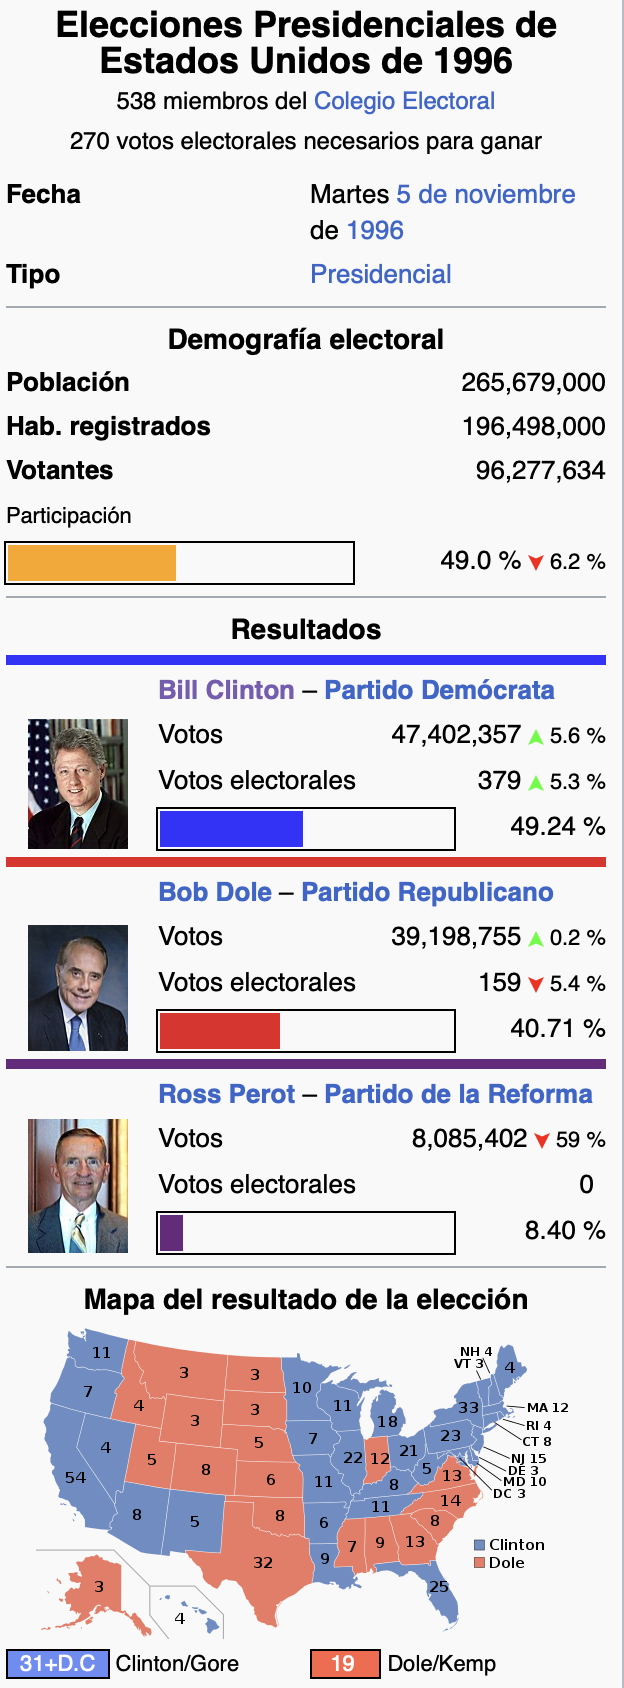 Elecciones Presidenciales de
Estados Unidos de 1996
538 miembros del Colegio Electoral
270 votos electorales necesarios para ganar
Fecha Martes 5 de noviembre
de 1996
Tipo Presidencial
Demografía electoral
Población 265,679,000
Hab. registrados 196,498,000
Votantes 96,277,634
Participación
49.0 % 6.2 %
Resultados
Bill Clinton – Partido Demócrata
Votos 47,402,357 5.6 %
Votos electorales 379 5.3 %
49.24 %
Bob Dole – Partido Republicano
Votos 39,198,755 0.2 %
Votos electorales 159 5.4 %
40.71 %
Ross Perot – Partido de la Reforma
Votos 8,085,402 59 %
Votos electorales 0
8.40 %
Mapa del resultado de la elección
NH 4
11 VT 3 4
3 3 10
7 4 3 3 11 18 33 MA 12
RI 4
4 5 7 23 CT 8
54 5 8 6 11 22 12 21 5 13 NJ 15
DE 3
MD 10
DC 3
8 5 8 6 11 8 14
9 7 9 13 8
32 25
Clinton
Dole
3 4
31+D.C Clinton/Gore 19 Dole/Kemp